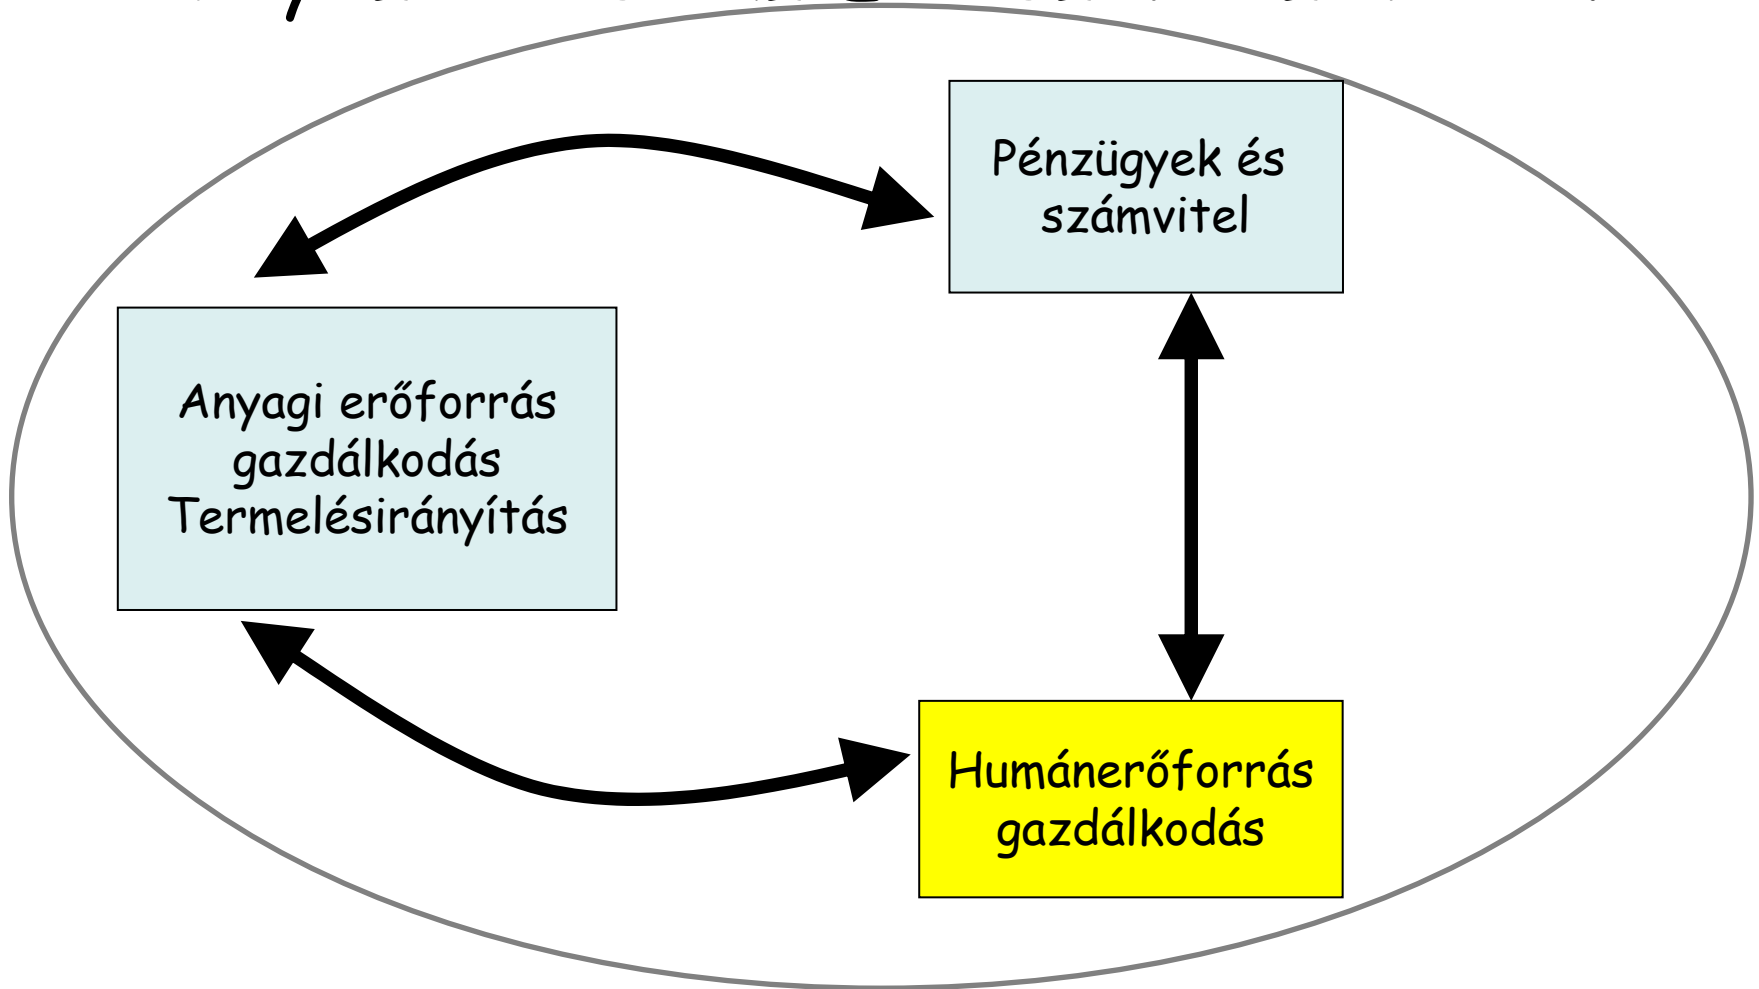 Pénzügyek és
számvitel
Anyagi erőforrás
gazdálkodás
Termelésirányítás
Humánerőforrás
gazdálkodás